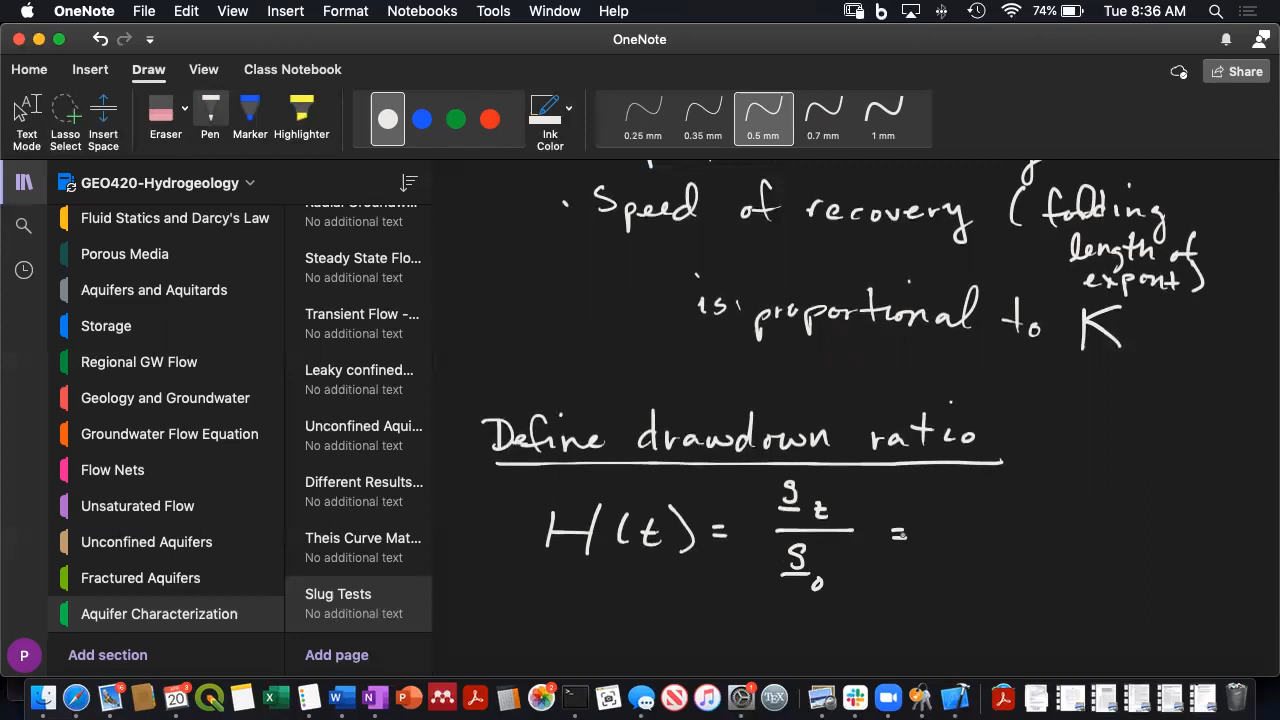 OneNote File Edit View Insert Format Notebooks Tools Window Help 74% Tue 8:36 AM
OneNote
Home Insert Draw View Class Notebook Share
Text Mode
Lasso Select
Insert Space
Eraser
Pen
Marker
Highlighter
Ink Color
0.25 mm
0.35 mm
0.5 mm
0.7 mm
1 mm
GEO420-Hydrogeology
Fluid Statics and Darcy's Law
Porous Media
Aquifers and Aquitards
Storage
Regional GW Flow
Geology and Groundwater
Groundwater Flow Equation
Flow Nets
Unsaturated Flow
Unconfined Aquifers
Fractured Aquifers
Aquifer Characterization
P
Add section
No additional text
Steady State Flo...
No additional text
Transient Flow -...
No additional text
Leaky confined...
No additional text
Unconfined Aqui...
No additional text
Different Results...
No additional text
Theis Curve Mat...
No additional text
Slug Tests
No additional text
Add page
• Speed of recovery (folding
length of
expont)
is proportional to K
Define drawdown ratio
H(t) = s_t / s_0 =
20